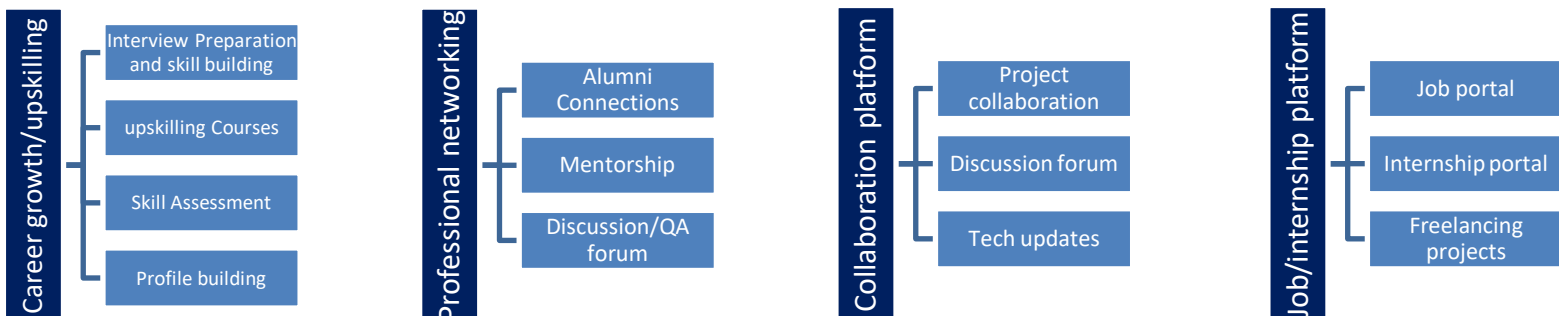 Career growth/upskilling
Interview Preparation
and skill building
upskilling Courses
Skill Assessment
Profile building
Professional networking
Alumni
Connections
Mentorship
Discussion/QA
forum
Collaboration platform
Project
collaboration
Discussion forum
Tech updates
Job/internship platform
Job portal
Internship portal
Freelancing
projects